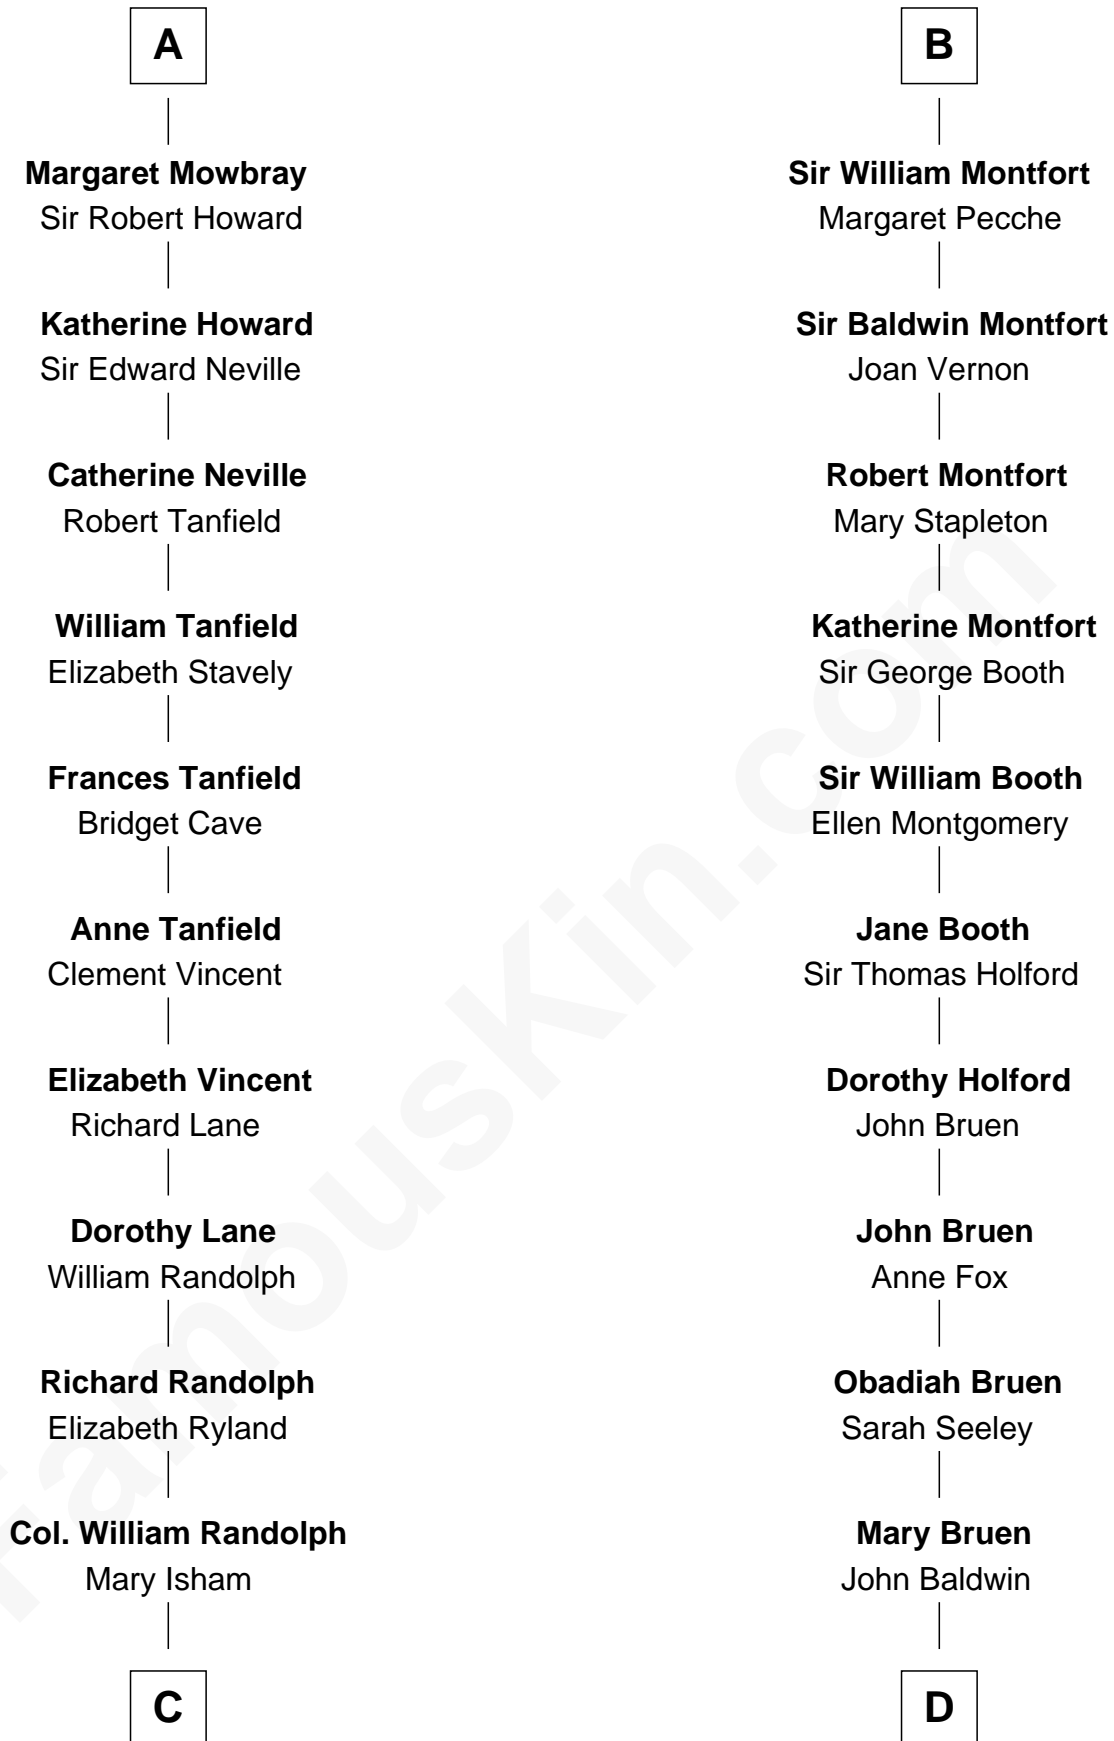 A
Margaret Mowbray
Sir Robert Howard
Katherine Howard
Sir Edward Neville
Catherine Neville
Robert Tanfield
William Tanfield
Elizabeth Stavely
Frances Tanfield
Bridget Cave
Anne Tanfield
Clement Vincent
Elizabeth Vincent
Richard Lane
Dorothy Lane
William Randolph
Richard Randolph
Elizabeth Ryland
Col. William Randolph
Mary Isham
C
B
Sir William Montfort
Margaret Pecche
Sir Baldwin Montfort
Joan Vernon
Robert Montfort
Mary Stapleton
Katherine Montfort
Sir George Booth
Sir William Booth
Ellen Montgomery
Jane Booth
Sir Thomas Holford
Dorothy Holford
John Bruen
John Bruen
Anne Fox
Obadiah Bruen
Sarah Seeley
Mary Bruen
John Baldwin
D
FamousKin.com